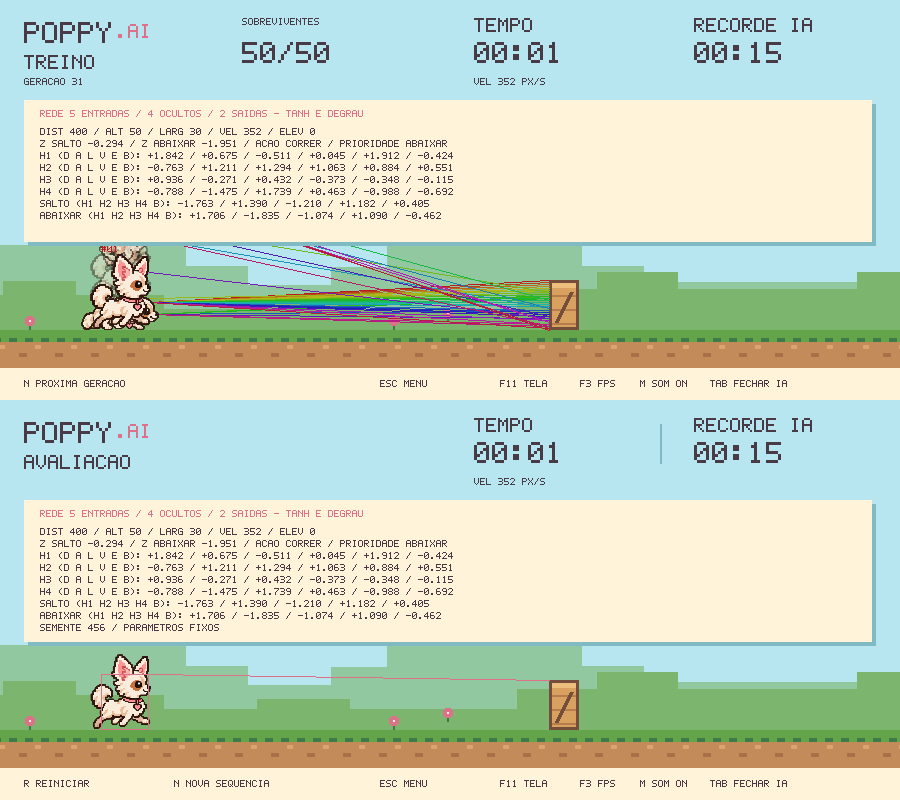 POPPY.AI
TREINO
GERACAO 31
SOBREVIVENTES
50/50
TEMPO
00:01
VEL 352 PX/S
RECORDE IA
00:15
REDE 5 ENTRADAS / 4 OCULTOS / 2 SAIDAS - TANH E DEGRAU
DIST 400 / ALT 50 / LARG 30 / VEL 352 / ELEV 0
Z SALTO -0.294 / Z ABAIXAR -1.951 / ACAO CORRER / PRIORIDADE ABAIXAR
H1 (D A L V E B): +1.842 / +0.675 / -0.511 / +0.045 / +1.912 / -0.424
H2 (D A L V E B): -0.763 / +1.211 / +1.294 / +1.063 / +0.884 / +0.551
H3 (D A L V E B): +0.936 / -0.271 / +0.432 / -0.373 / -0.348 / -0.115
H4 (D A L V E B): -0.788 / -1.475 / +1.739 / +0.463 / -0.988 / -0.692
SALTO (H1 H2 H3 H4 B): -1.763 / +1.390 / -1.210 / +1.182 / +0.405
ABAIXAR (H1 H2 H3 H4 B): +1.706 / -1.835 / -1.074 / +1.090 / -0.462
N PROXIMA GERACAO
ESC MENU
F11 TELA
F3 FPS
M SOM ON
TAB FECHAR IA
POPPY.AI
AVALIACAO
TEMPO
00:01
VEL 352 PX/S
RECORDE IA
00:15
REDE 5 ENTRADAS / 4 OCULTOS / 2 SAIDAS - TANH E DEGRAU
DIST 400 / ALT 50 / LARG 30 / VEL 352 / ELEV 0
Z SALTO -0.294 / Z ABAIXAR -1.951 / ACAO CORRER / PRIORIDADE ABAIXAR
H1 (D A L V E B): +1.842 / +0.675 / -0.511 / +0.045 / +1.912 / -0.424
H2 (D A L V E B): -0.763 / +1.211 / +1.294 / +1.063 / +0.884 / +0.551
H3 (D A L V E B): +0.936 / -0.271 / +0.432 / -0.373 / -0.348 / -0.115
H4 (D A L V E B): -0.788 / -1.475 / +1.739 / +0.463 / -0.988 / -0.692
SALTO (H1 H2 H3 H4 B): -1.763 / +1.390 / -1.210 / +1.182 / +0.405
ABAIXAR (H1 H2 H3 H4 B): +1.706 / -1.835 / -1.074 / +1.090 / -0.462
SEMENTE 456 / PARAMETROS FIXOS
R REINICIAR
N NOVA SEQUENCIA
ESC MENU
F11 TELA
F3 FPS
M SOM ON
TAB FECHAR IA